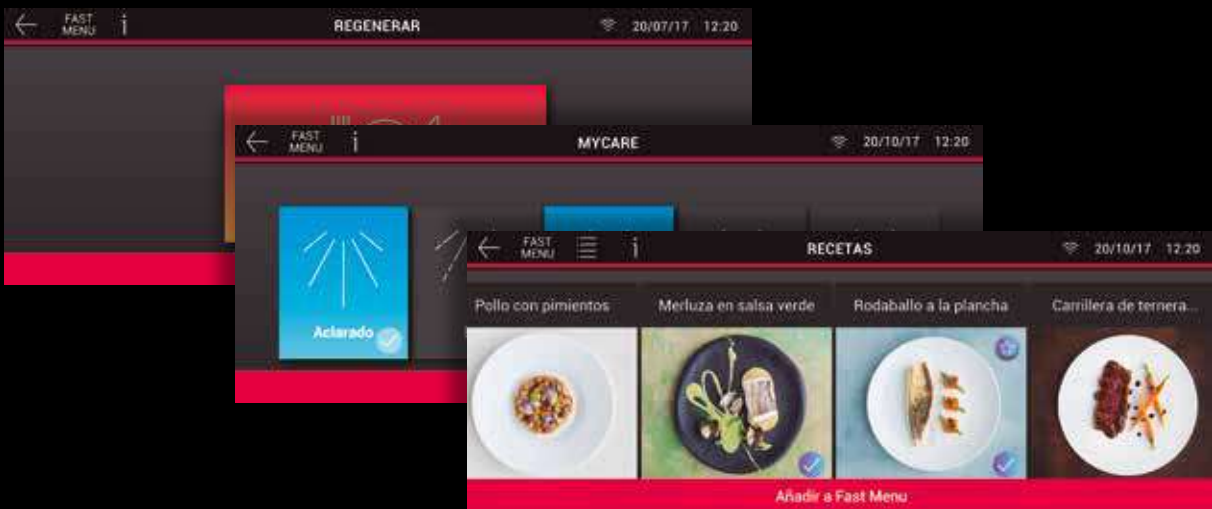 FAST
MENU
i
REGENERAR
20/07/17 12:20
FAST
MENU
i
MYCARE
20/10/17 12:20
Aclarado
FAST
MENU
i
RECETAS
20/10/17 12:20
Pollo con pimientos
Merluza en salsa verde
Rodaballo a la plancha
Carrillera de ternera...
Añadir a Fast Menu